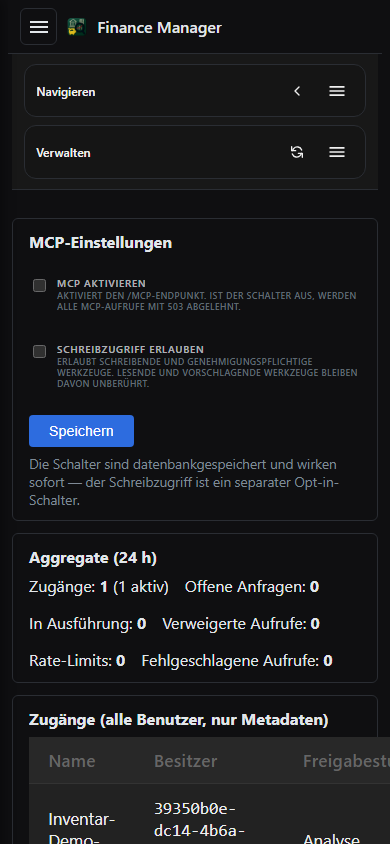 Finance Manager
Navigieren
Verwalten
MCP-Einstellungen
MCP AKTIVIEREN
AKTIVIERT DEN /MCP-ENDPUNKT. IST DER SCHALTER AUS, WERDEN
ALLE MCP-AUFRUFE MIT 503 ABGELEHNT.
SCHREIBZUGRIFF ERLAUBEN
ERLAUBT SCHREIBENDE UND GENEHMIGUNGSPFLICHTIGE
WERKZEUGE. LESENDE UND VORSCHLAGENDE WERKZEUGE BLEIBEN
DAVON UNBERÜHRT.
Speichern
Die Schalter sind datenbankgespeichert und wirken
sofort — der Schreibzugriff ist ein separater Opt-in-
Schalter.
Aggregate (24 h)
Zugänge: 1 (1 aktiv) Offene Anfragen: 0
In Ausführung: 0 Verweigerte Aufrufe: 0
Rate-Limits: 0 Fehlgeschlagene Aufrufe: 0
Zugänge (alle Benutzer, nur Metadaten)
Name Besitzer Freigabestu
39350b0e-
Inventar-
dc14-4b6a-
Demo- Analyse